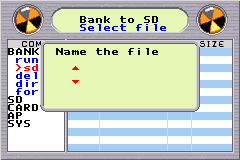 Bank to SD
Select file
COM SIZE
Name the file
BANK
run
>sd
del
dir
for
SD
CARD
AP
SYS